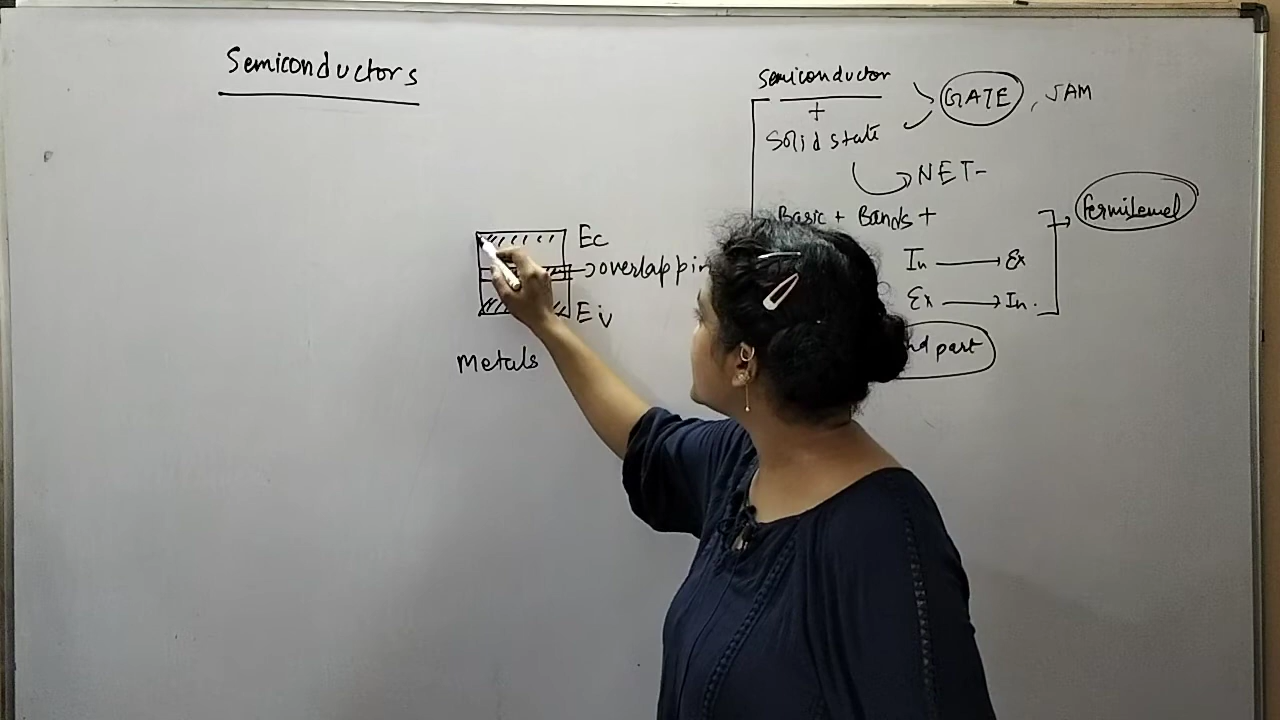 Semiconductors
Ec
overlappin
Ev
Metals
Semiconductor
+
Solid state
GATE, JAM
NET-
Basic + Bands +
In → Ex
Ex → In.
Fermi Level
part